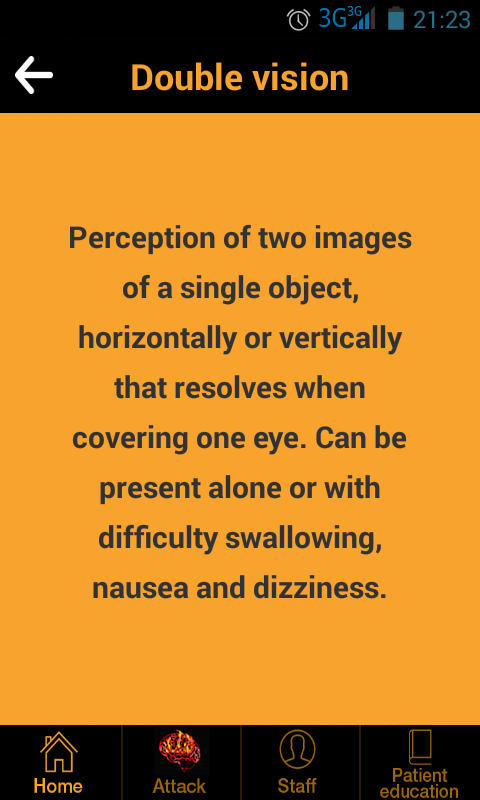 3G 3G 21:23
Double vision
Perception of two images
of a single object,
horizontally or vertically
that resolves when
covering one eye. Can be
present alone or with
difficulty swallowing,
nausea and dizziness.
Home
Attack
Staff
Patient
education